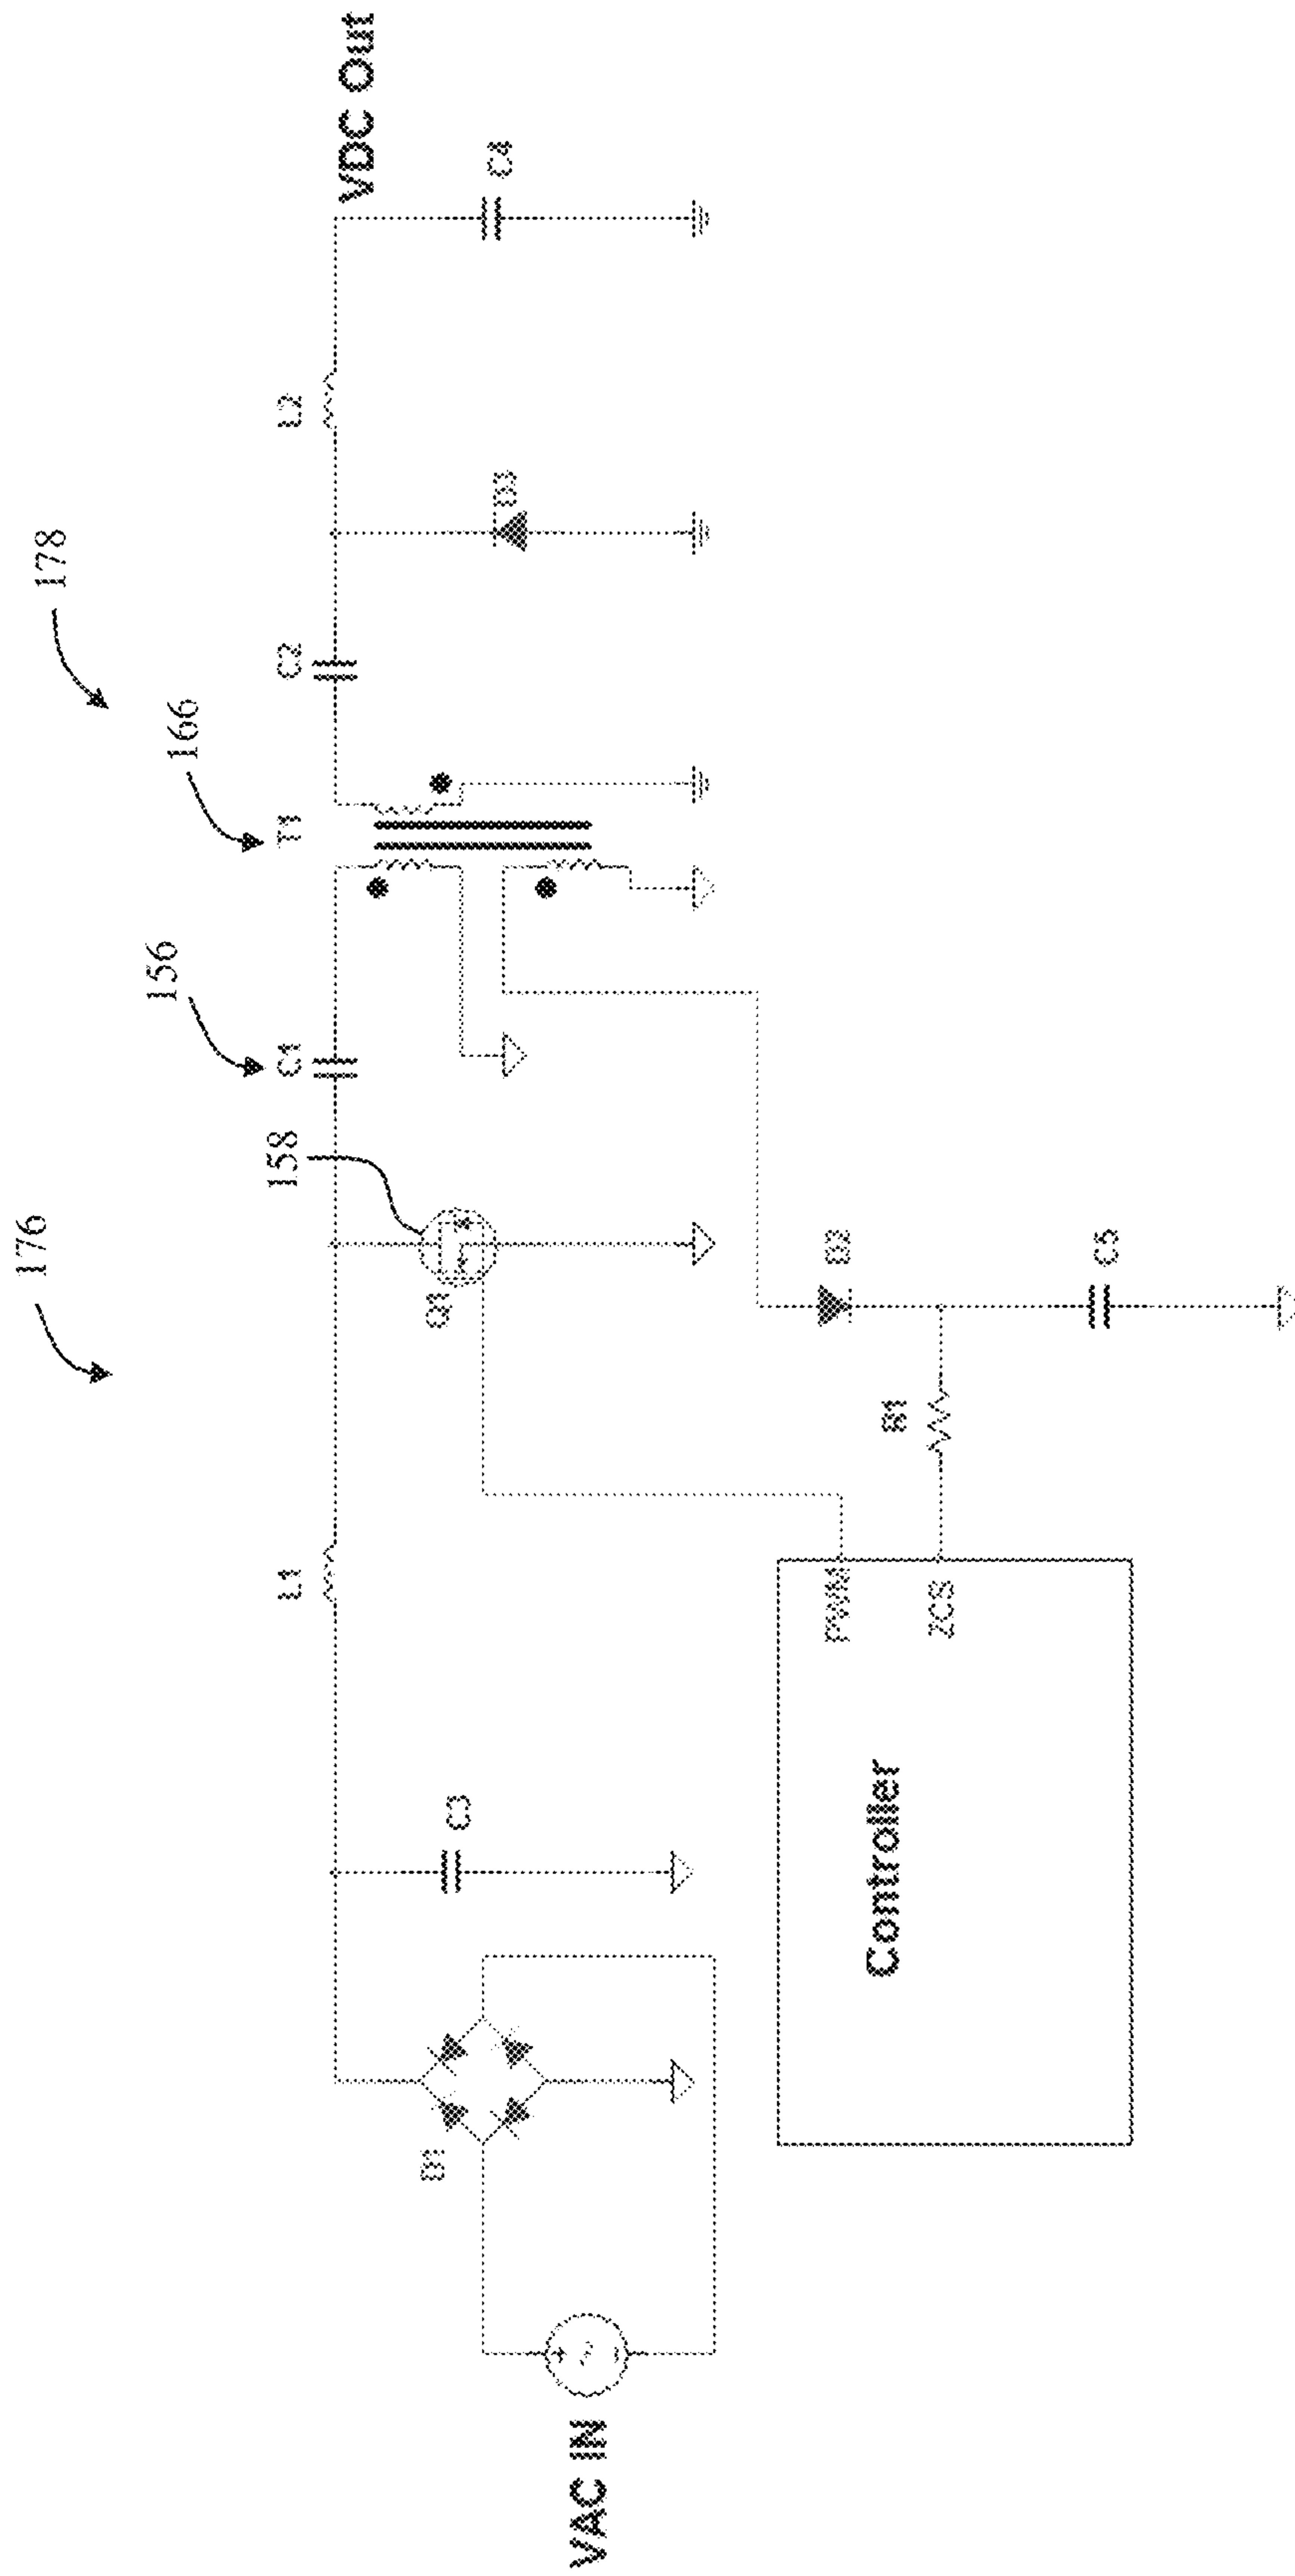 176
178
158
156
166
VAC IN
D1
C3
L1
Q1
C1
T1
C2
D3
L2
C4
VDC Out
Controller
PWM
ZCS
R1
D2
C5